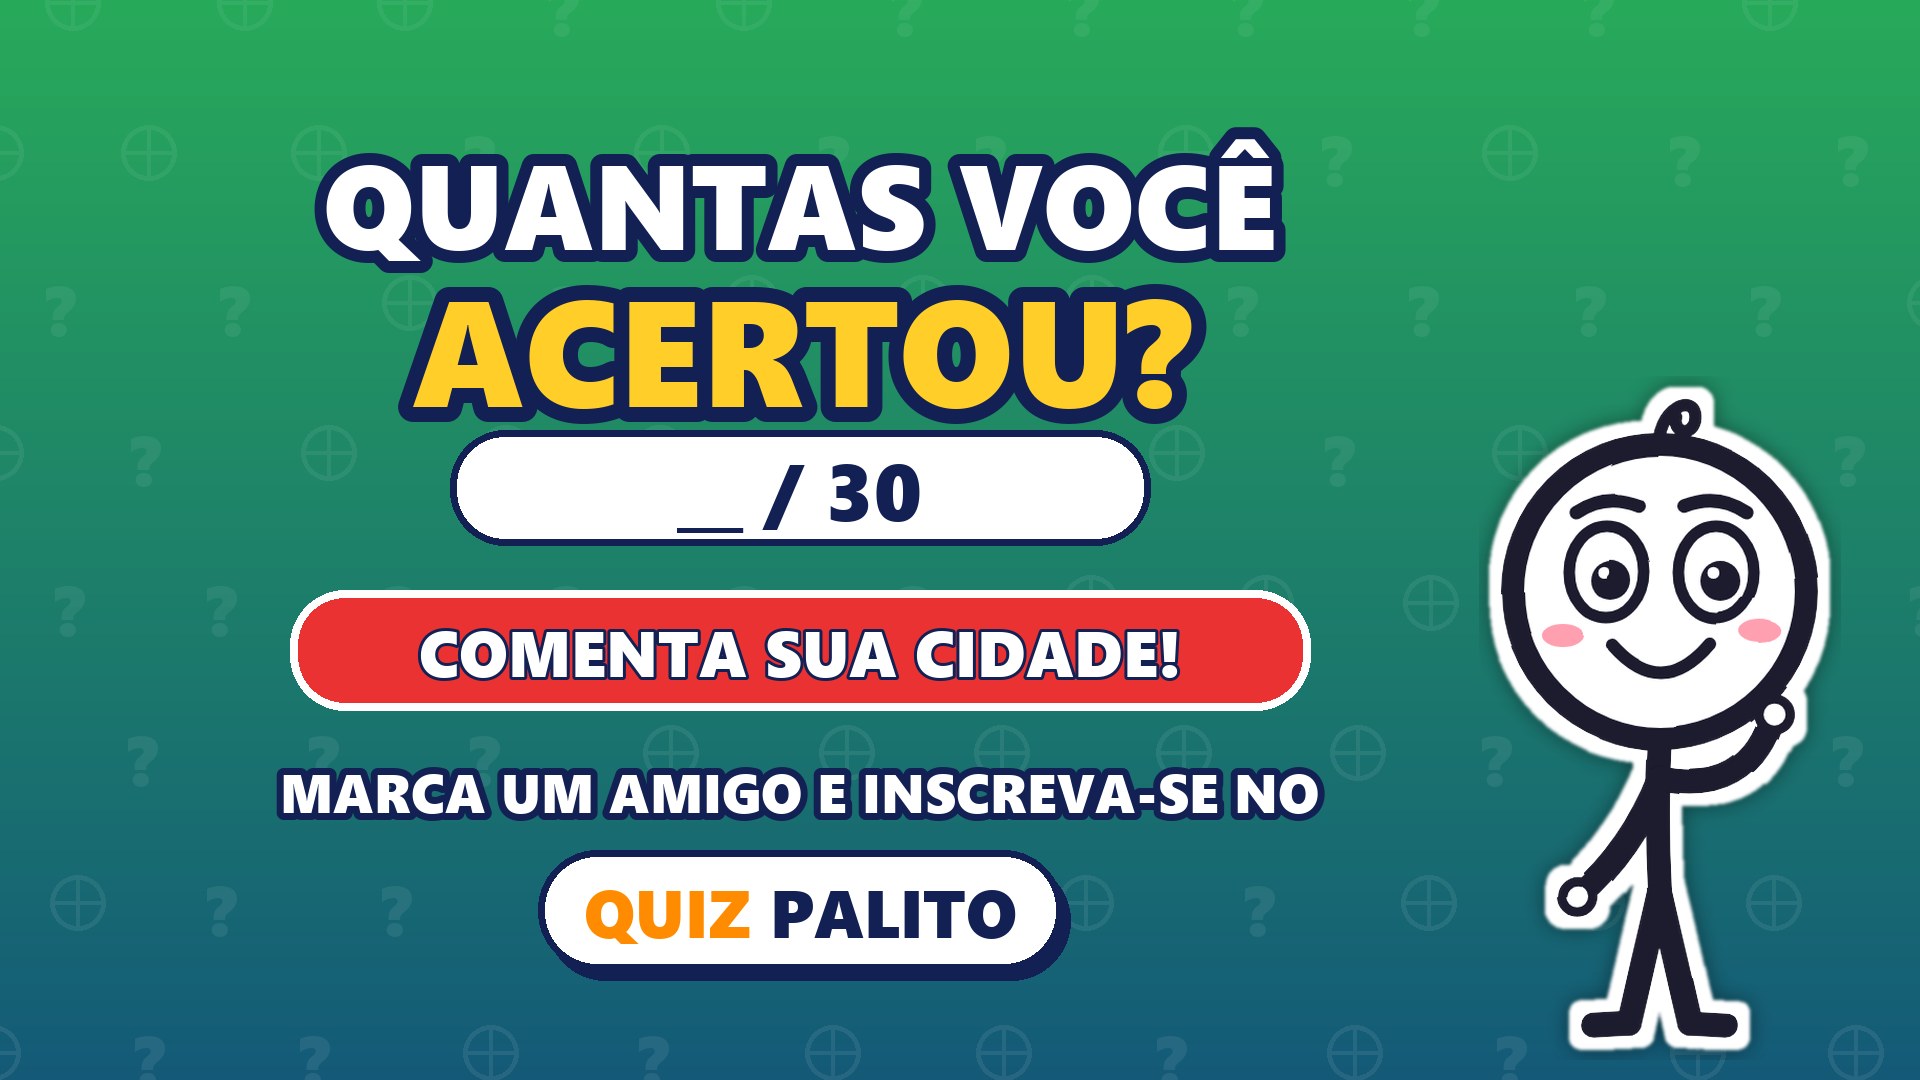 QUANTAS VOCÊ
ACERTOU?
__ / 30
COMENTA SUA CIDADE!
MARCA UM AMIGO E INSCREVA-SE NO
QUIZ PALITO